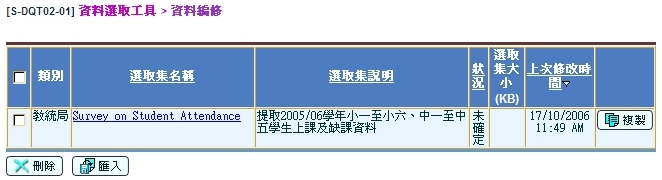 [S-DQT02-01] 資料選取工具 > 資料編修
類別 選取集名稱 選取集說明 狀況 選取集大小(KB) 上次修改時間
教統局 Survey on Student Attendance 提取2005/06學年小一至小六、中一至中五學生上課及缺課資料 未確定 17/10/2006 11:49 AM 複製
刪除 匯入